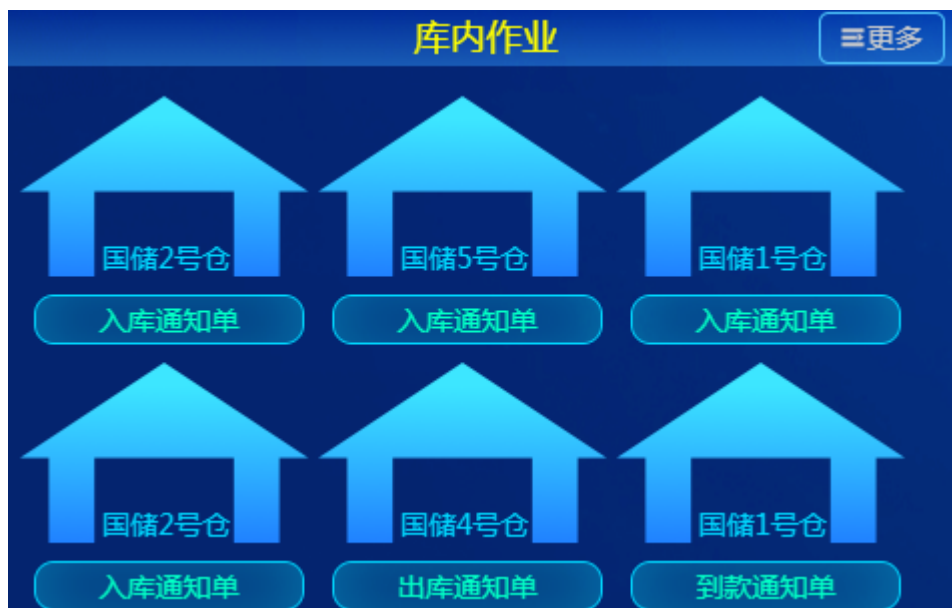 库内作业
更多
国储2号仓 国储5号仓 国储1号仓
入库通知单 入库通知单 入库通知单
国储2号仓 国储4号仓 国储1号仓
入库通知单 出库通知单 到款通知单